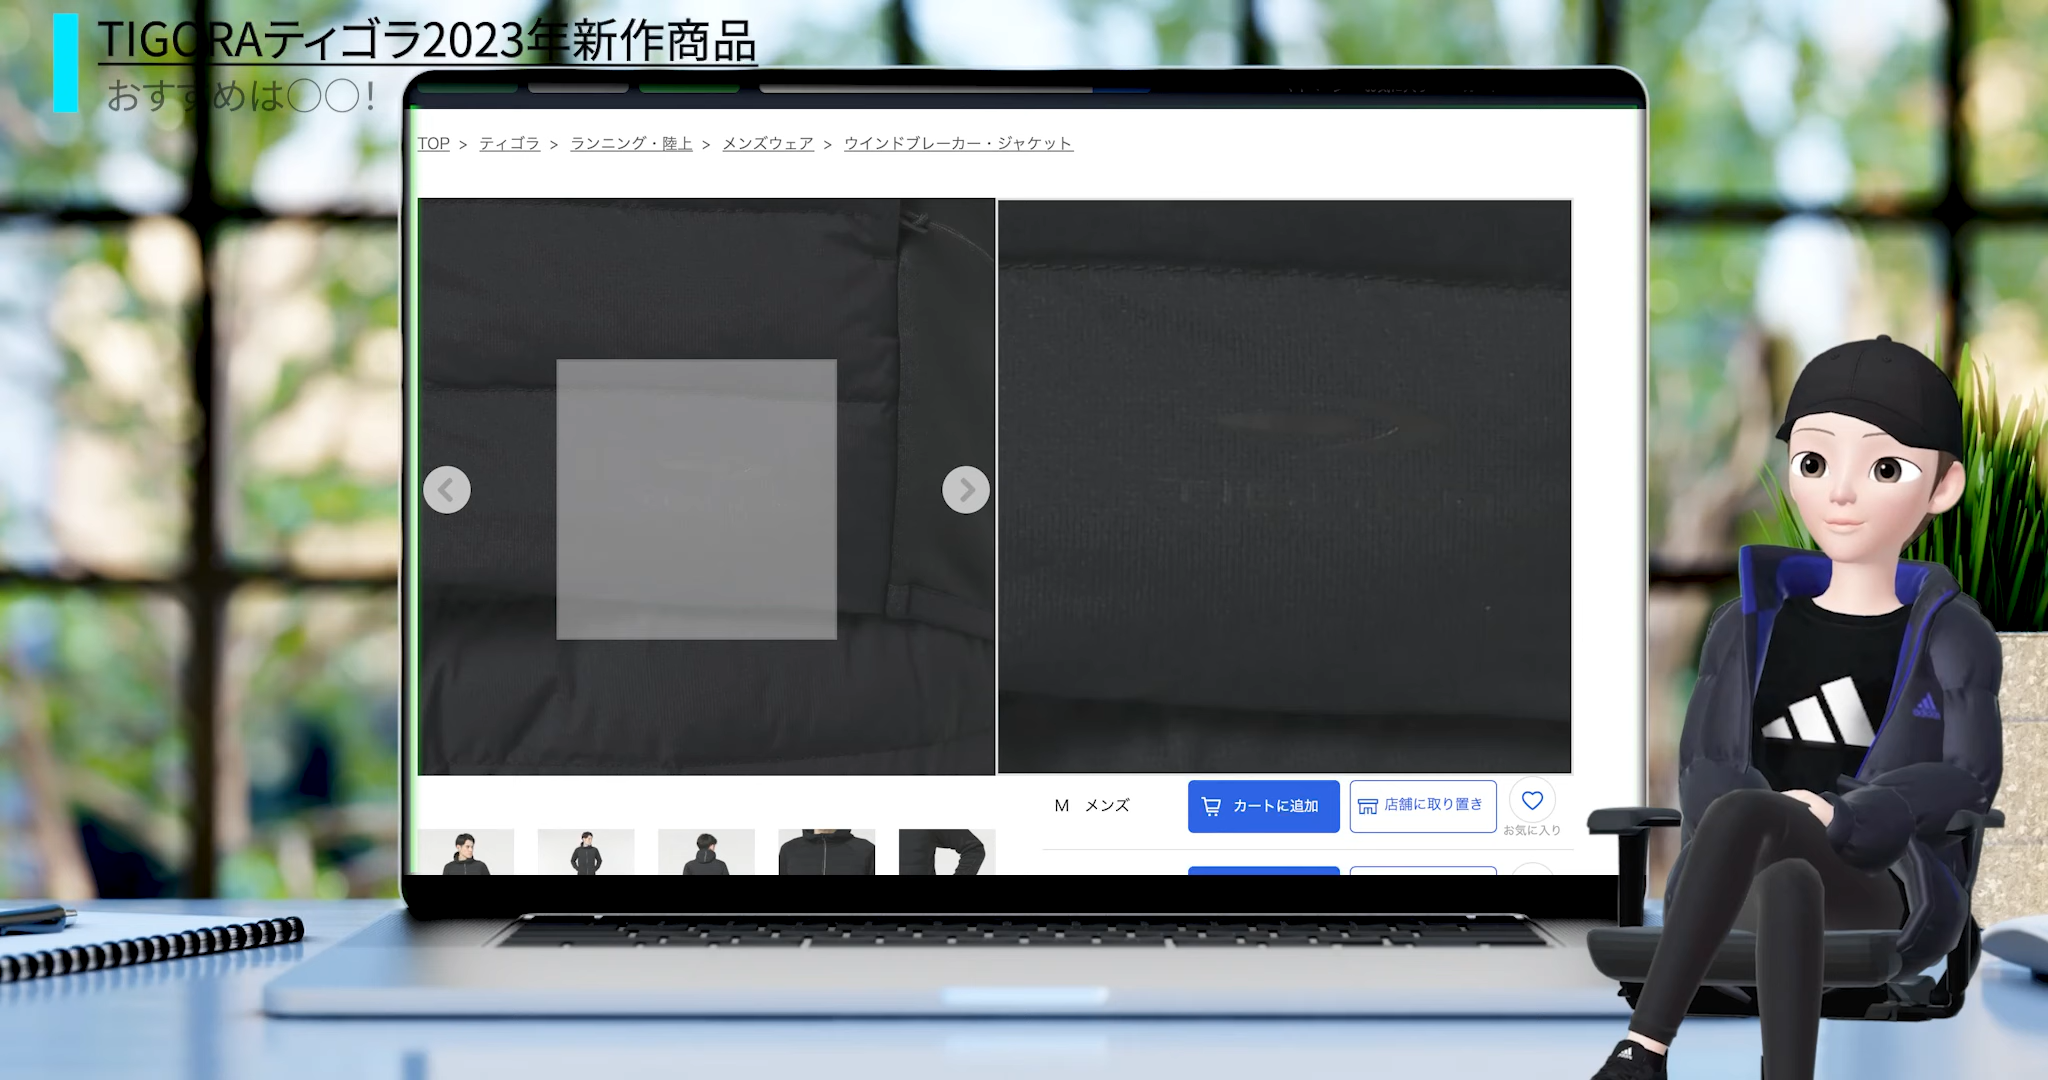 TIGORAティゴラ2023年新作商品
おすすめは◯◯！
TOP > ティゴラ > ランニング・陸上 > メンズウェア > ウインドブレーカー・ジャケット
M メンズ
カートに追加
店舗に取り置き
お気に入り